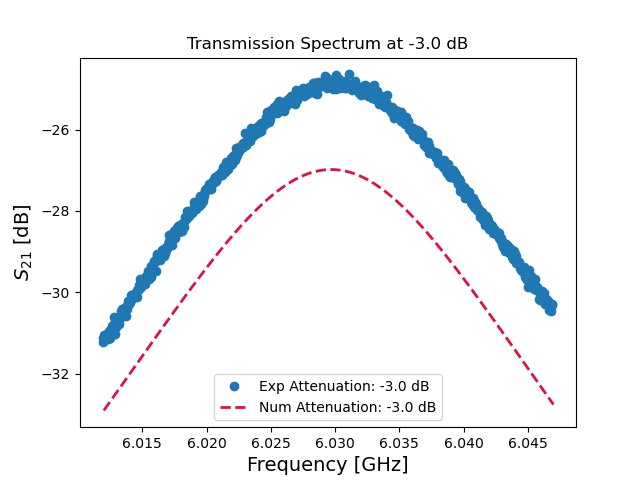 Transmission Spectrum at -3.0 dB
S21 [dB]
−26
−28
−30
−32
Exp Attenuation: -3.0 dB
Num Attenuation: -3.0 dB
6.015 6.020 6.025 6.030 6.035 6.040 6.045
Frequency [GHz]